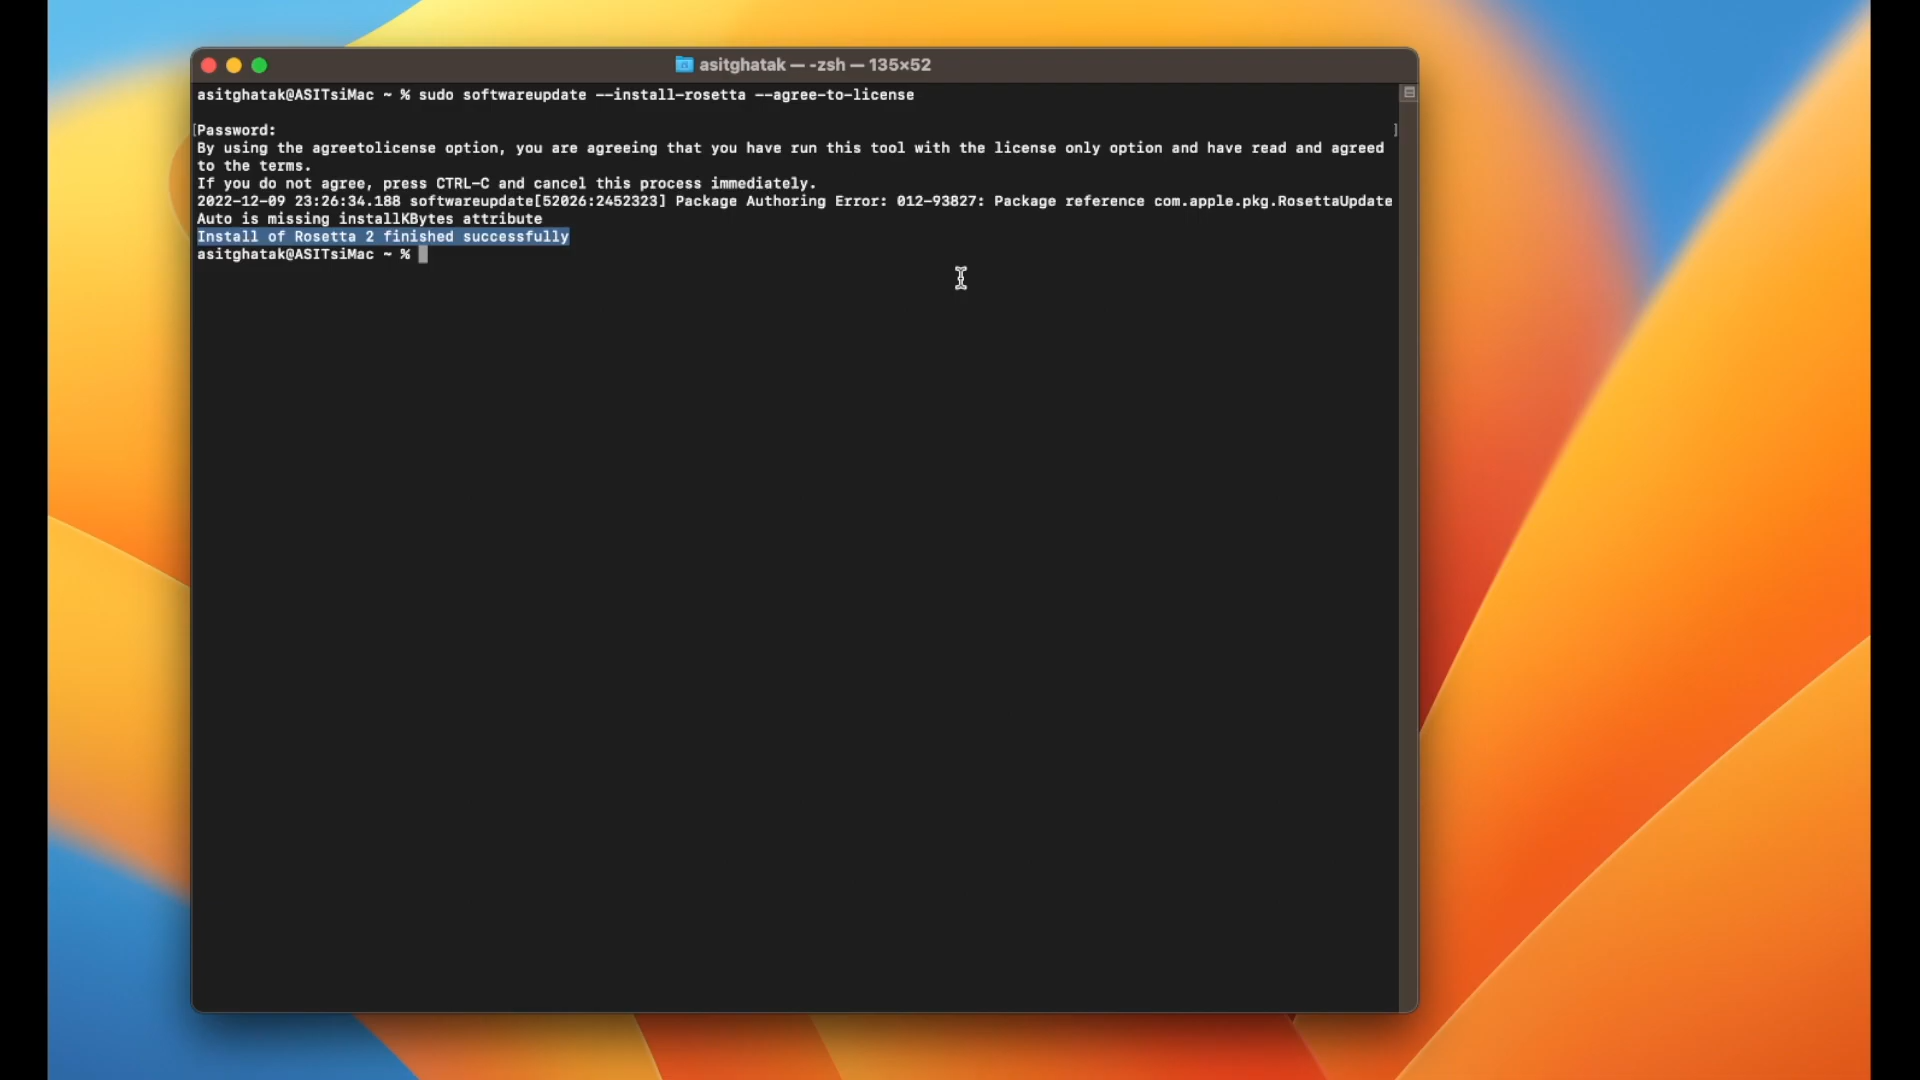 asitghatak — -zsh — 135×52
asitghatak@ASITsiMac ~ % sudo softwareupdate --install-rosetta --agree-to-license
[Password: ]
By using the agreetolicense option, you are agreeing that you have run this tool with the license only option and have read and agreed
to the terms.
If you do not agree, press CTRL-C and cancel this process immediately.
2022-12-09 23:26:34.188 softwareupdate[52026:2452323] Package Authoring Error: 012-93827: Package reference com.apple.pkg.RosettaUpdate
Auto is missing installKBytes attribute
Install of Rosetta 2 finished successfully
asitghatak@ASITsiMac ~ %